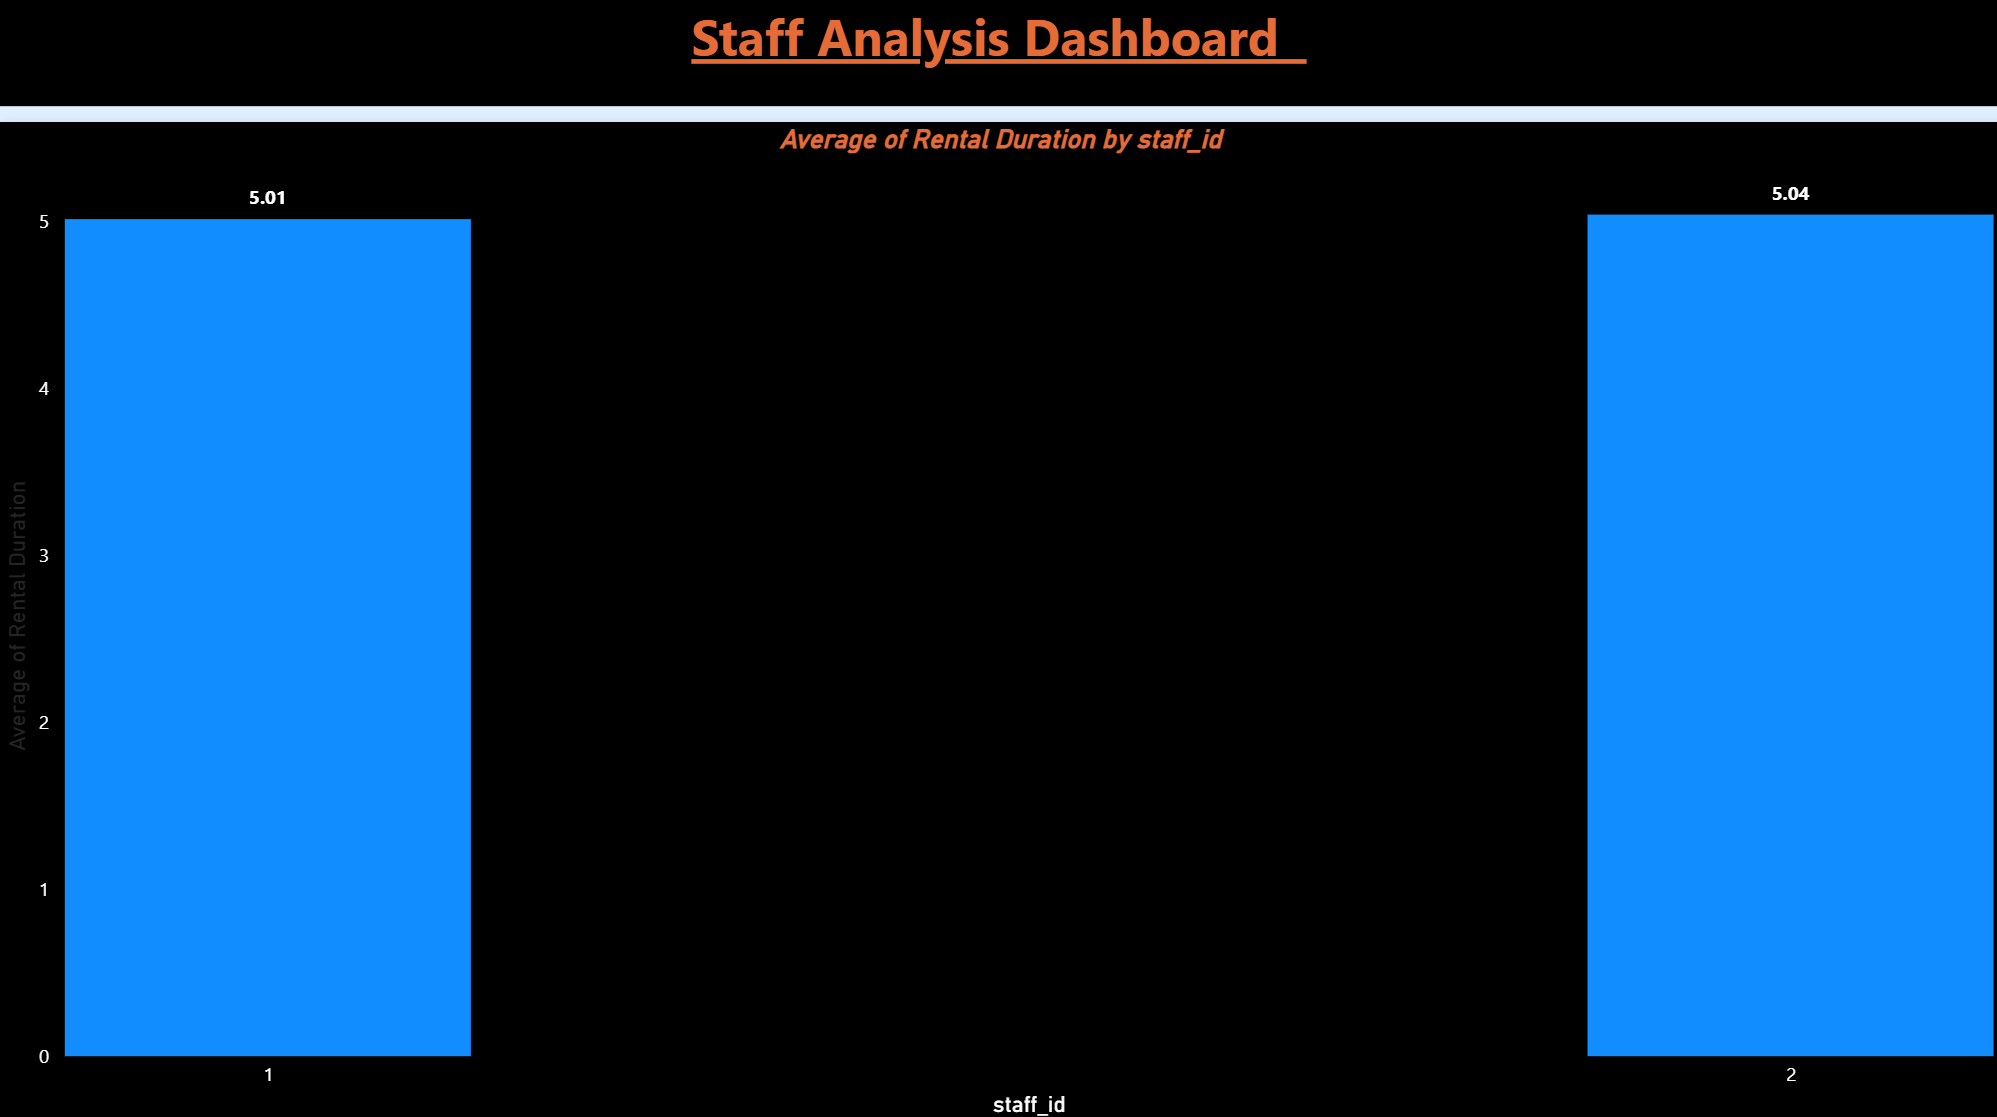 Staff Analysis Dashboard
Average of Rental Duration by staff_id
5.01
5.04
5
4
3
2
1
0
Average of Rental Duration
1
2
staff_id